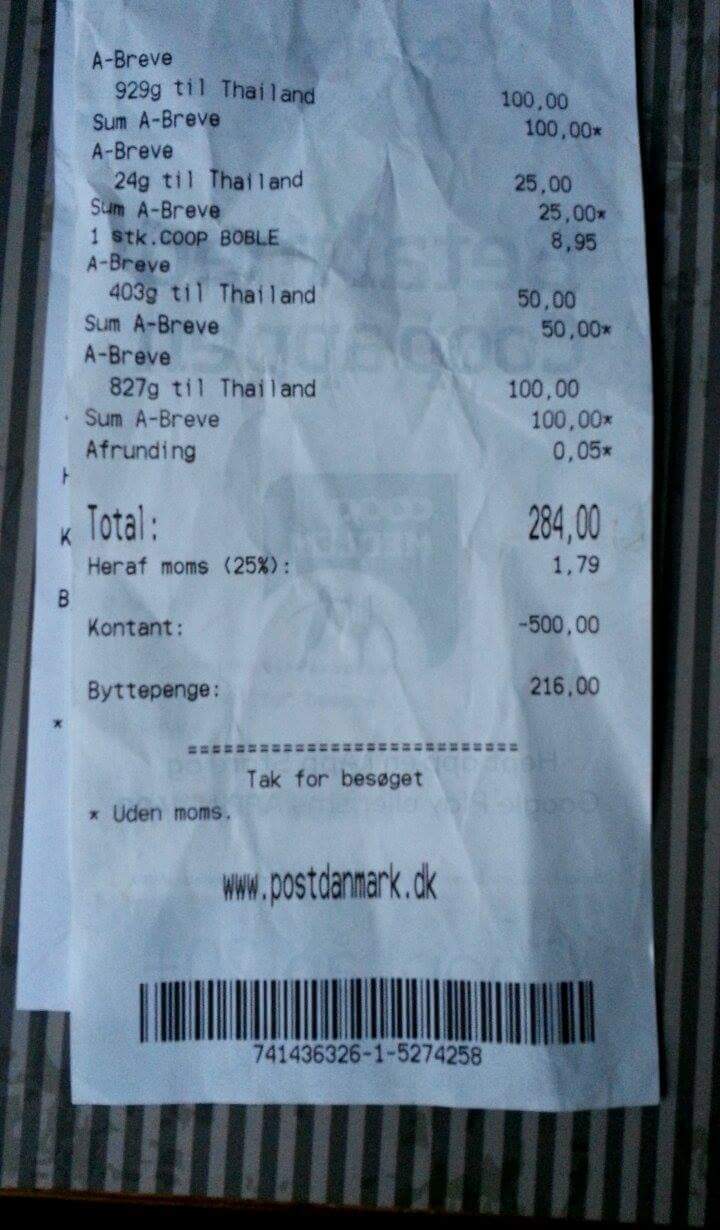 A-Breve
929g til Thailand 100,00
Sum A-Breve 100,00*
A-Breve
24g til Thailand 25,00
Sum A-Breve 25,00*
1 stk.COOP BOBLE 8,95
A-Breve
403g til Thailand 50,00
Sum A-Breve 50,00*
A-Breve
827g til Thailand 100,00
Sum A-Breve 100,00*
Afrunding 0,05*
Total: 284,00
Heraf moms (25%): 1,79
K
B
Kontant: -500,00
Byttepenge: 216,00
*
===========================
Tak for besøget
* Uden moms.
www.postdanmark.dk
741436326-1-5274258